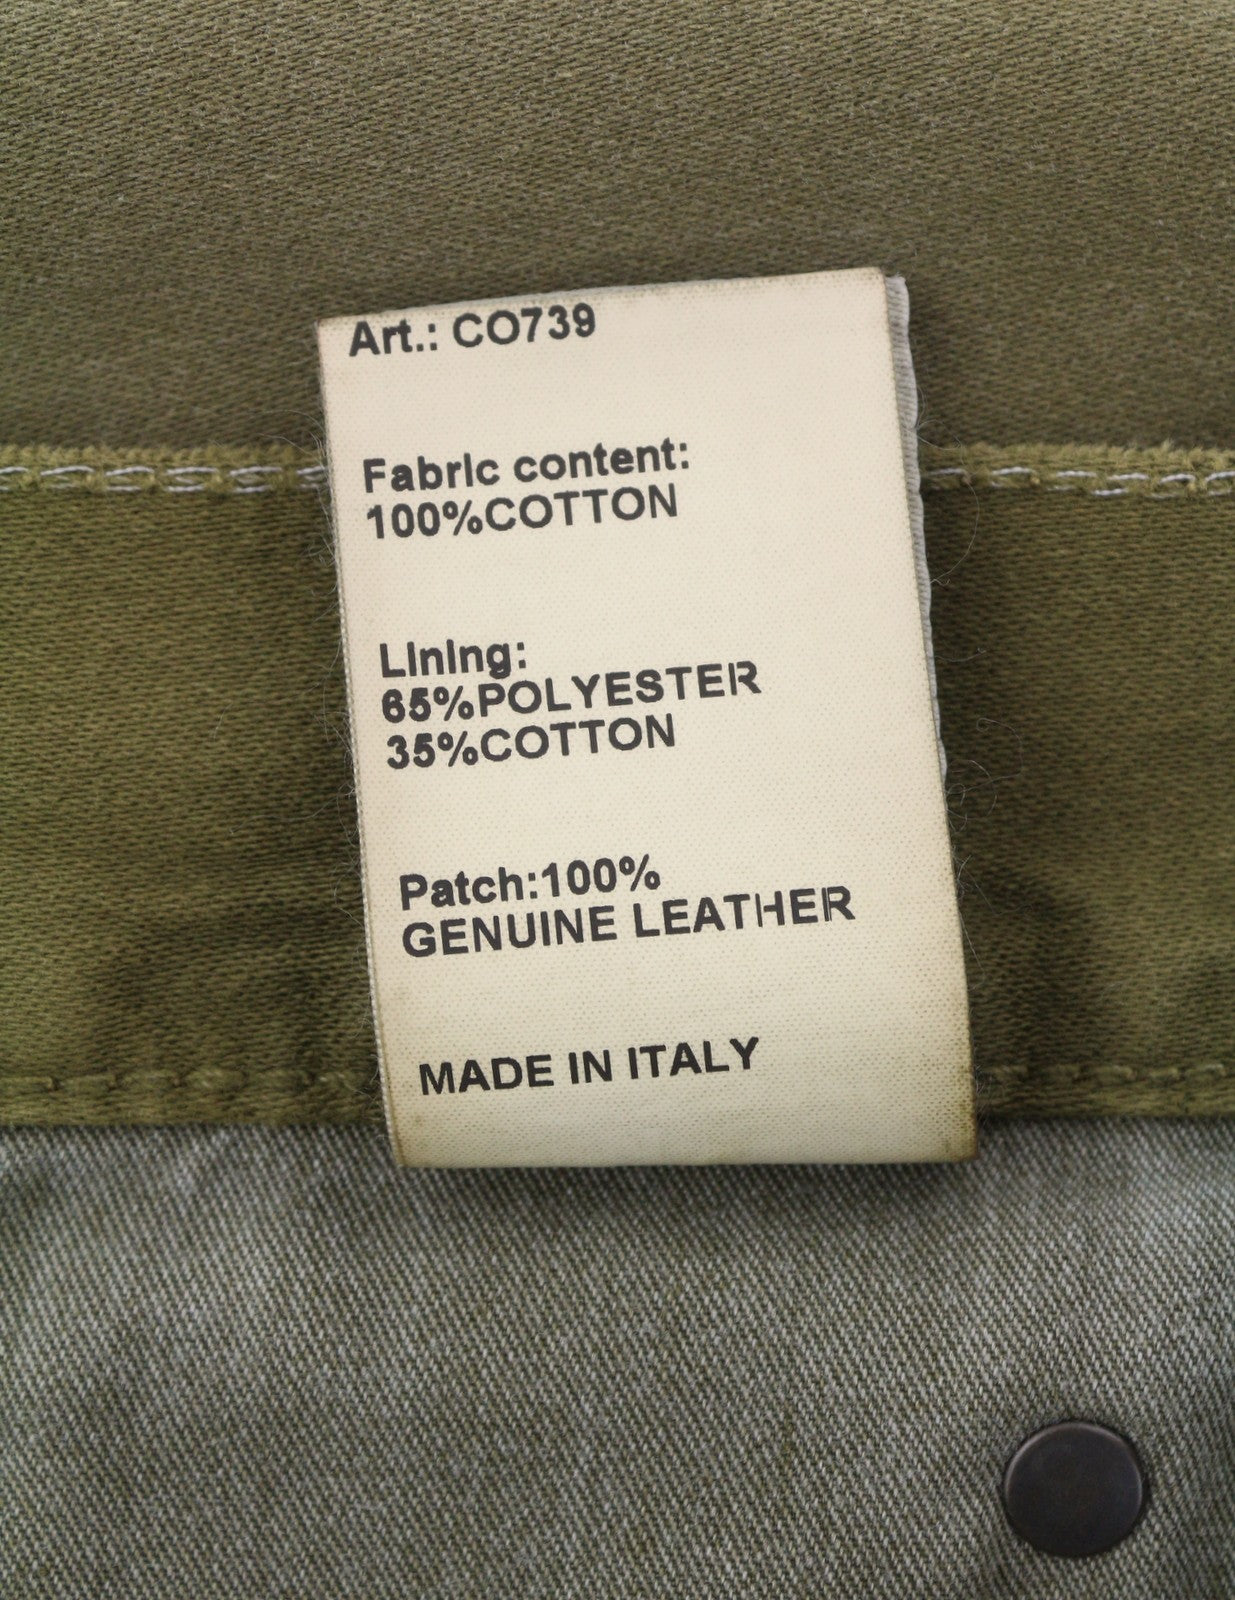 Art.: CO739
Fabric content:
100%COTTON
Lining:
65%POLYESTER
35%COTTON
Patch:100%
GENUINE LEATHER
MADE IN ITALY